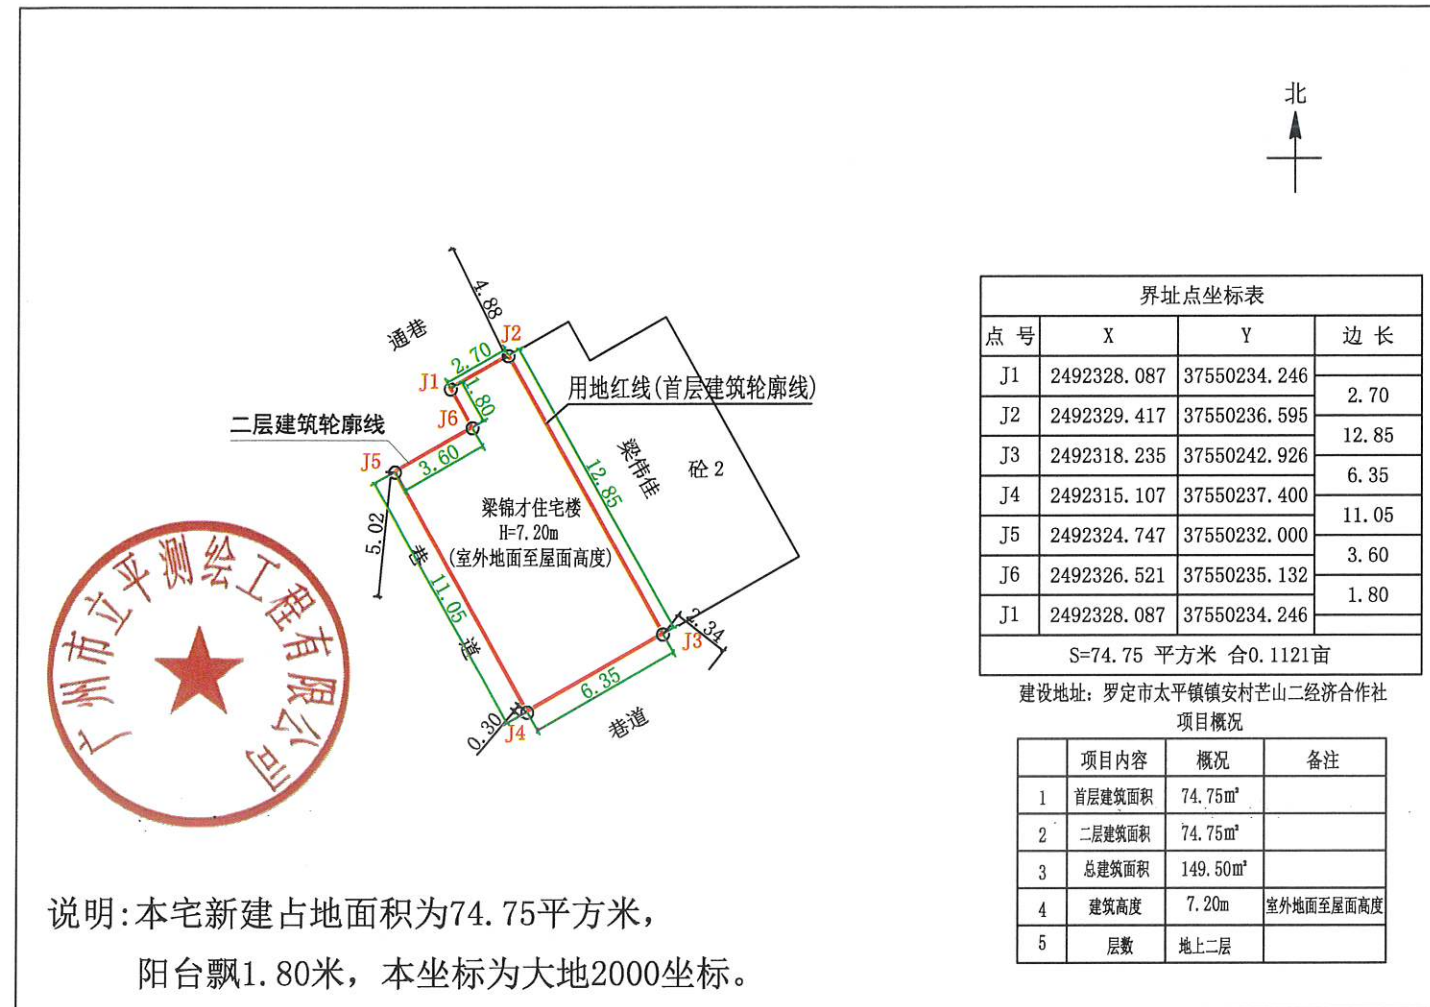 北
4.88
通巷
J2
2.70
J1
1.80
J6
用地红线(首层建筑轮廓线)
二层建筑轮廓线
J5
3.60
梁伟佳
砼2
12.85
梁锦才住宅楼
H=7.20m
(室外地面至屋面高度)
5.02
巷道
11.05
2.34
J3
6.35
0.30
J4
巷道
广州市立平测绘工程有限公司
界址点坐标表
点 号 X Y 边 长
J1 2492328.087 37550234.246
2.70
J2 2492329.417 37550236.595
12.85
J3 2492318.235 37550242.926
6.35
J4 2492315.107 37550237.400
11.05
J5 2492324.747 37550232.000
3.60
J6 2492326.521 37550235.132
1.80
J1 2492328.087 37550234.246
S=74.75 平方米 合0.1121亩
建设地址: 罗定市太平镇镇安村芒山二经济合作社
项目概况
项目内容 概况 备注
1 首层建筑面积 74.75㎡
2 二层建筑面积 74.75㎡
3 总建筑面积 149.50㎡
4 建筑高度 7.20m 室外地面至屋面高度
5 层数 地上二层
说明:本宅新建占地面积为74.75平方米,
阳台飘1.80米, 本坐标为大地2000坐标。